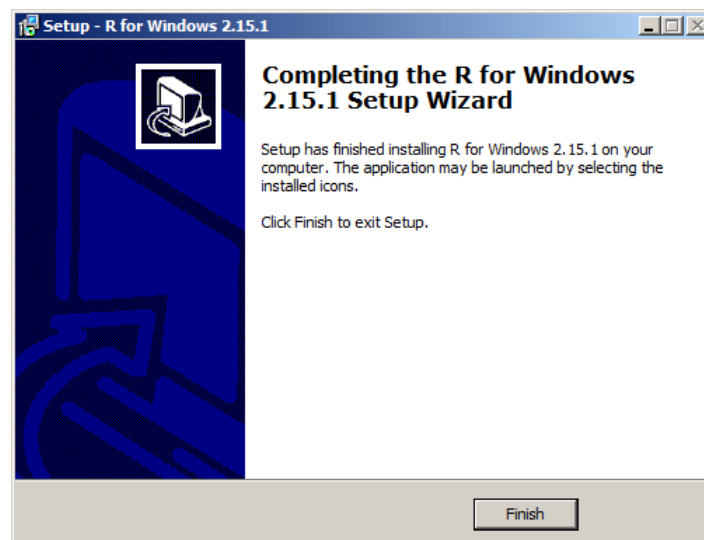 Setup - R for Windows 2.15.1
Completing the R for Windows
2.15.1 Setup Wizard
Setup has finished installing R for Windows 2.15.1 on your
computer. The application may be launched by selecting the
installed icons.
Click Finish to exit Setup.
Finish